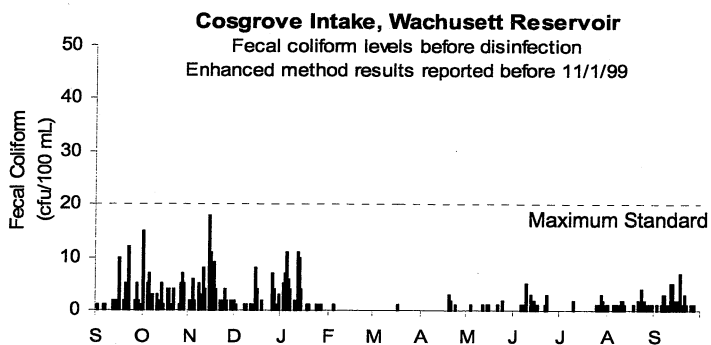 Cosgrove Intake, Wachusett Reservoir
Fecal coliform levels before disinfection
Enhanced method results reported before 11/1/99
Fecal Coliform
(cfu/100 mL)
50
40
30
20
10
0
Maximum Standard
S O N D J F M A M J J A S